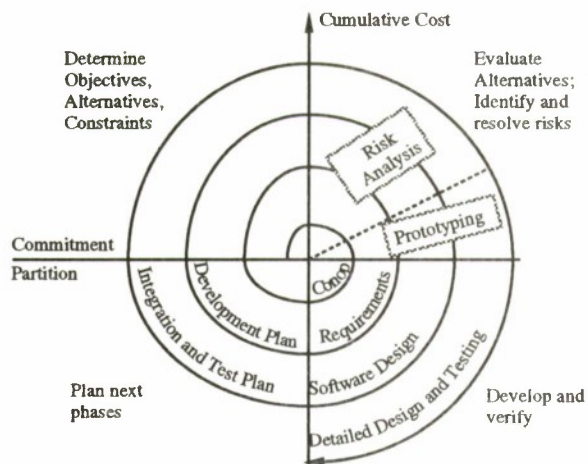 Cumulative Cost
Determine
Objectives,
Alternatives,
Constraints
Evaluate
Alternatives;
Identify and
resolve risks
Risk
Analysis
Prototyping
Commitment
Partition
Conop
Development Plan
Requirements
Integration and Test Plan
Software Design
Plan next
phases
Develop and
verify
Detailed Design and Testing